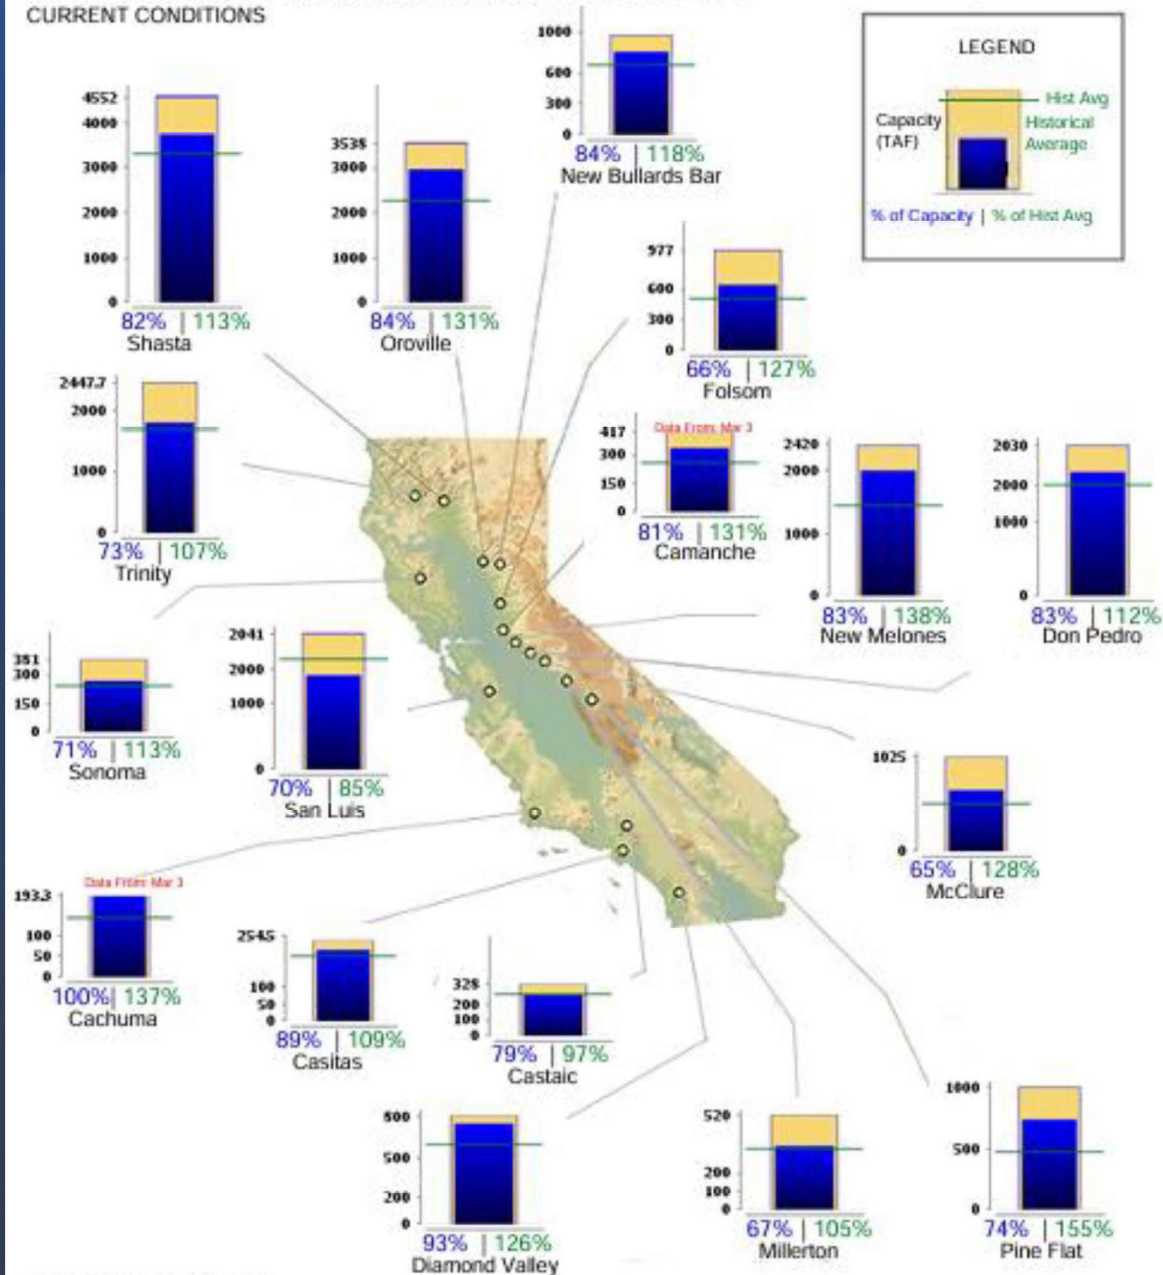 CURRENT CONDITIONS
1000
600
300
0
84% | 118%
New Bullards Bar
LEGEND
Capacity
(TAF)
Hist Avg
Historical
Average
% of Capacity | % of Hist Avg
4552
4000
3000
2000
1000
0
82% | 113%
Shasta
3538
3000
2000
1000
0
84% | 131%
Oroville
977
600
300
0
66% | 127%
Folsom
2447.7
2000
1000
0
73% | 107%
Trinity
Data From: Mar 3
417
300
150
0
81% | 131%
Camanche
2420
2000
1000
0
83% | 138%
New Melones
2030
2000
1000
0
83% | 112%
Don Pedro
381
300
150
0
71% | 113%
Sonoma
2041
2000
1000
0
70% | 85%
San Luis
1025
0
65% | 128%
McClure
Data From: Mar 3
193.3
100
50
0
100% | 137%
Cachuma
254.5
100
50
0
89% | 109%
Casitas
328
200
100
0
79% | 97%
Castaic
800
500
200
0
93% | 126%
Diamond Valley
520
200
100
0
67% | 105%
Millerton
1000
500
0
74% | 155%
Pine Flat